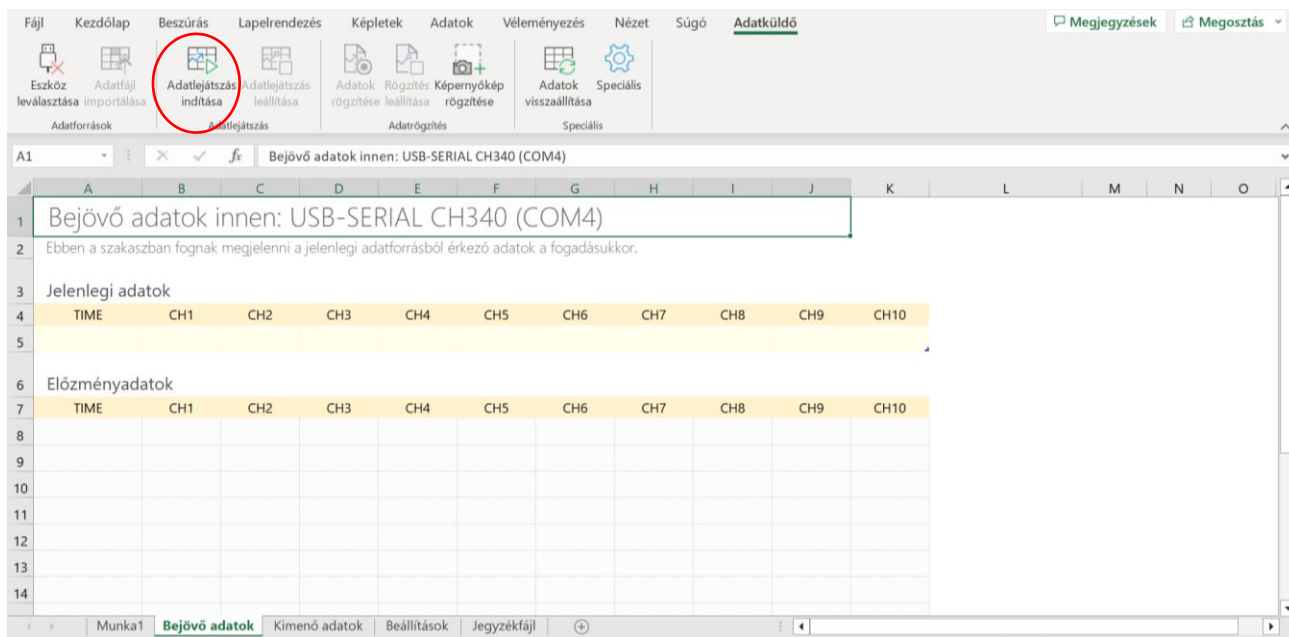 Fájl Kezdőlap Beszúrás Lapelrendezés Képletek Adatok Véleményezés Nézet Súgó Adatküldő Megjegyzések Megosztás
Eszköz leválasztása
Adatfájl importálása
Adatlejátszás indítása
Adatlejátszás leállítása
Adatok rögzítése
Rögzítés leállítása
Képernyőkép rögzítése
Adatok visszaállítása
Speciális
Adatforrások Adatlejátszás Adatrögzítés Speciális
A1 fx Bejövő adatok innen: USB-SERIAL CH340 (COM4)
A B C D E F G H I J K L M N O
1 Bejövő adatok innen: USB-SERIAL CH340 (COM4)
2 Ebben a szakaszban fognak megjelenni a jelenlegi adatforrásból érkező adatok a fogadásukkor.
3 Jelenlegi adatok
4 TIME CH1 CH2 CH3 CH4 CH5 CH6 CH7 CH8 CH9 CH10
5
6 Előzményadatok
7 TIME CH1 CH2 CH3 CH4 CH5 CH6 CH7 CH8 CH9 CH10
8
9
10
11
12
13
14
Munka1 Bejövő adatok Kimenő adatok Beállítások Jegyzékfájl